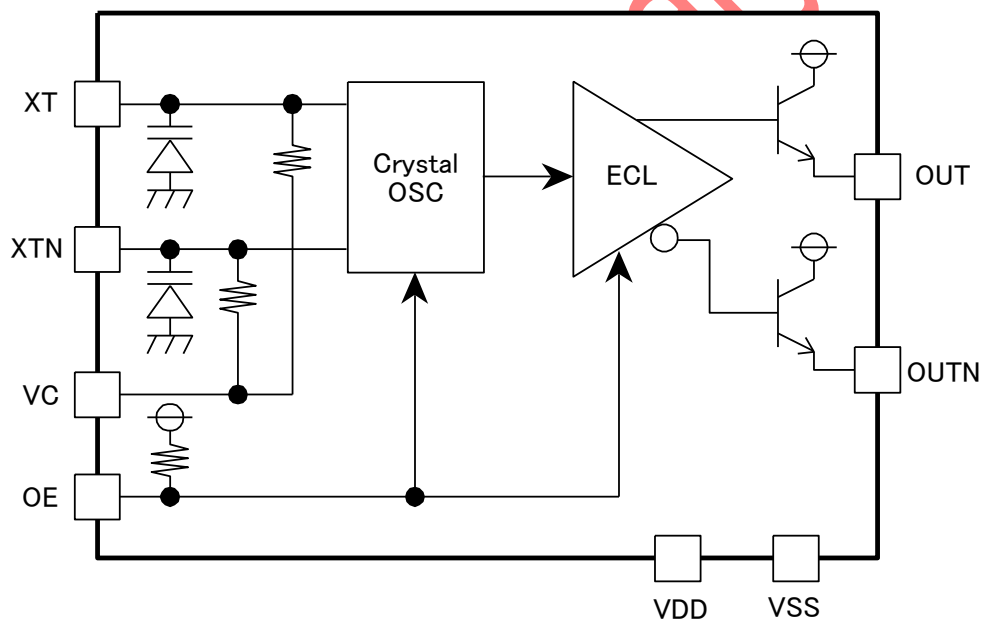 XT
Crystal
OSC
ECL
OUT
XTN
VC
OUTN
OE
VDD
VSS